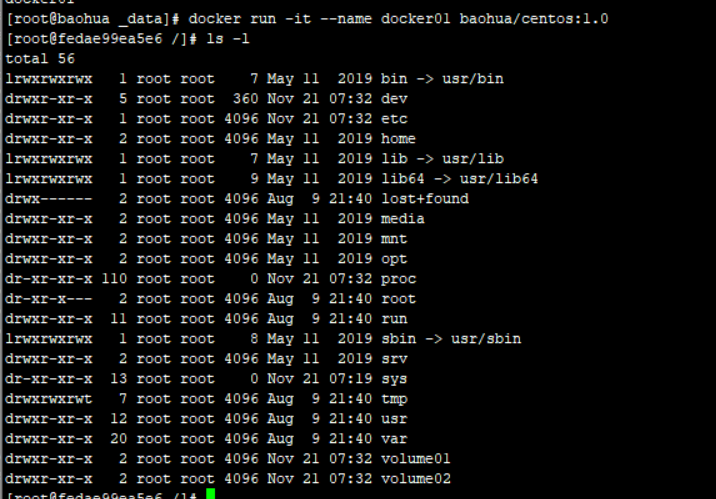 docker01
[root@baohua _data]# docker run -it --name docker01 baohua/centos:1.0
[root@fedae99ea5e6 /]# ls -l
total 56
lrwxrwxrwx   1 root root    7 May 11  2019 bin -> usr/bin
drwxr-xr-x   5 root root  360 Nov 21 07:32 dev
drwxr-xr-x   1 root root 4096 Nov 21 07:32 etc
drwxr-xr-x   2 root root 4096 May 11  2019 home
lrwxrwxrwx   1 root root    7 May 11  2019 lib -> usr/lib
lrwxrwxrwx   1 root root    9 May 11  2019 lib64 -> usr/lib64
drwx------   2 root root 4096 Aug  9 21:40 lost+found
drwxr-xr-x   2 root root 4096 May 11  2019 media
drwxr-xr-x   2 root root 4096 May 11  2019 mnt
drwxr-xr-x   2 root root 4096 May 11  2019 opt
dr-xr-xr-x 110 root root    0 Nov 21 07:32 proc
dr-xr-x---   2 root root 4096 Aug  9 21:40 root
drwxr-xr-x  11 root root 4096 Aug  9 21:40 run
lrwxrwxrwx   1 root root    8 May 11  2019 sbin -> usr/sbin
drwxr-xr-x   2 root root 4096 May 11  2019 srv
dr-xr-xr-x  13 root root    0 Nov 21 07:19 sys
drwxrwxrwt   7 root root 4096 Aug  9 21:40 tmp
drwxr-xr-x  12 root root 4096 Aug  9 21:40 usr
drwxr-xr-x  20 root root 4096 Aug  9 21:40 var
drwxr-xr-x   2 root root 4096 Nov 21 07:32 volume01
drwxr-xr-x   2 root root 4096 Nov 21 07:32 volume02
[root@fedae99ea5e6 /]#